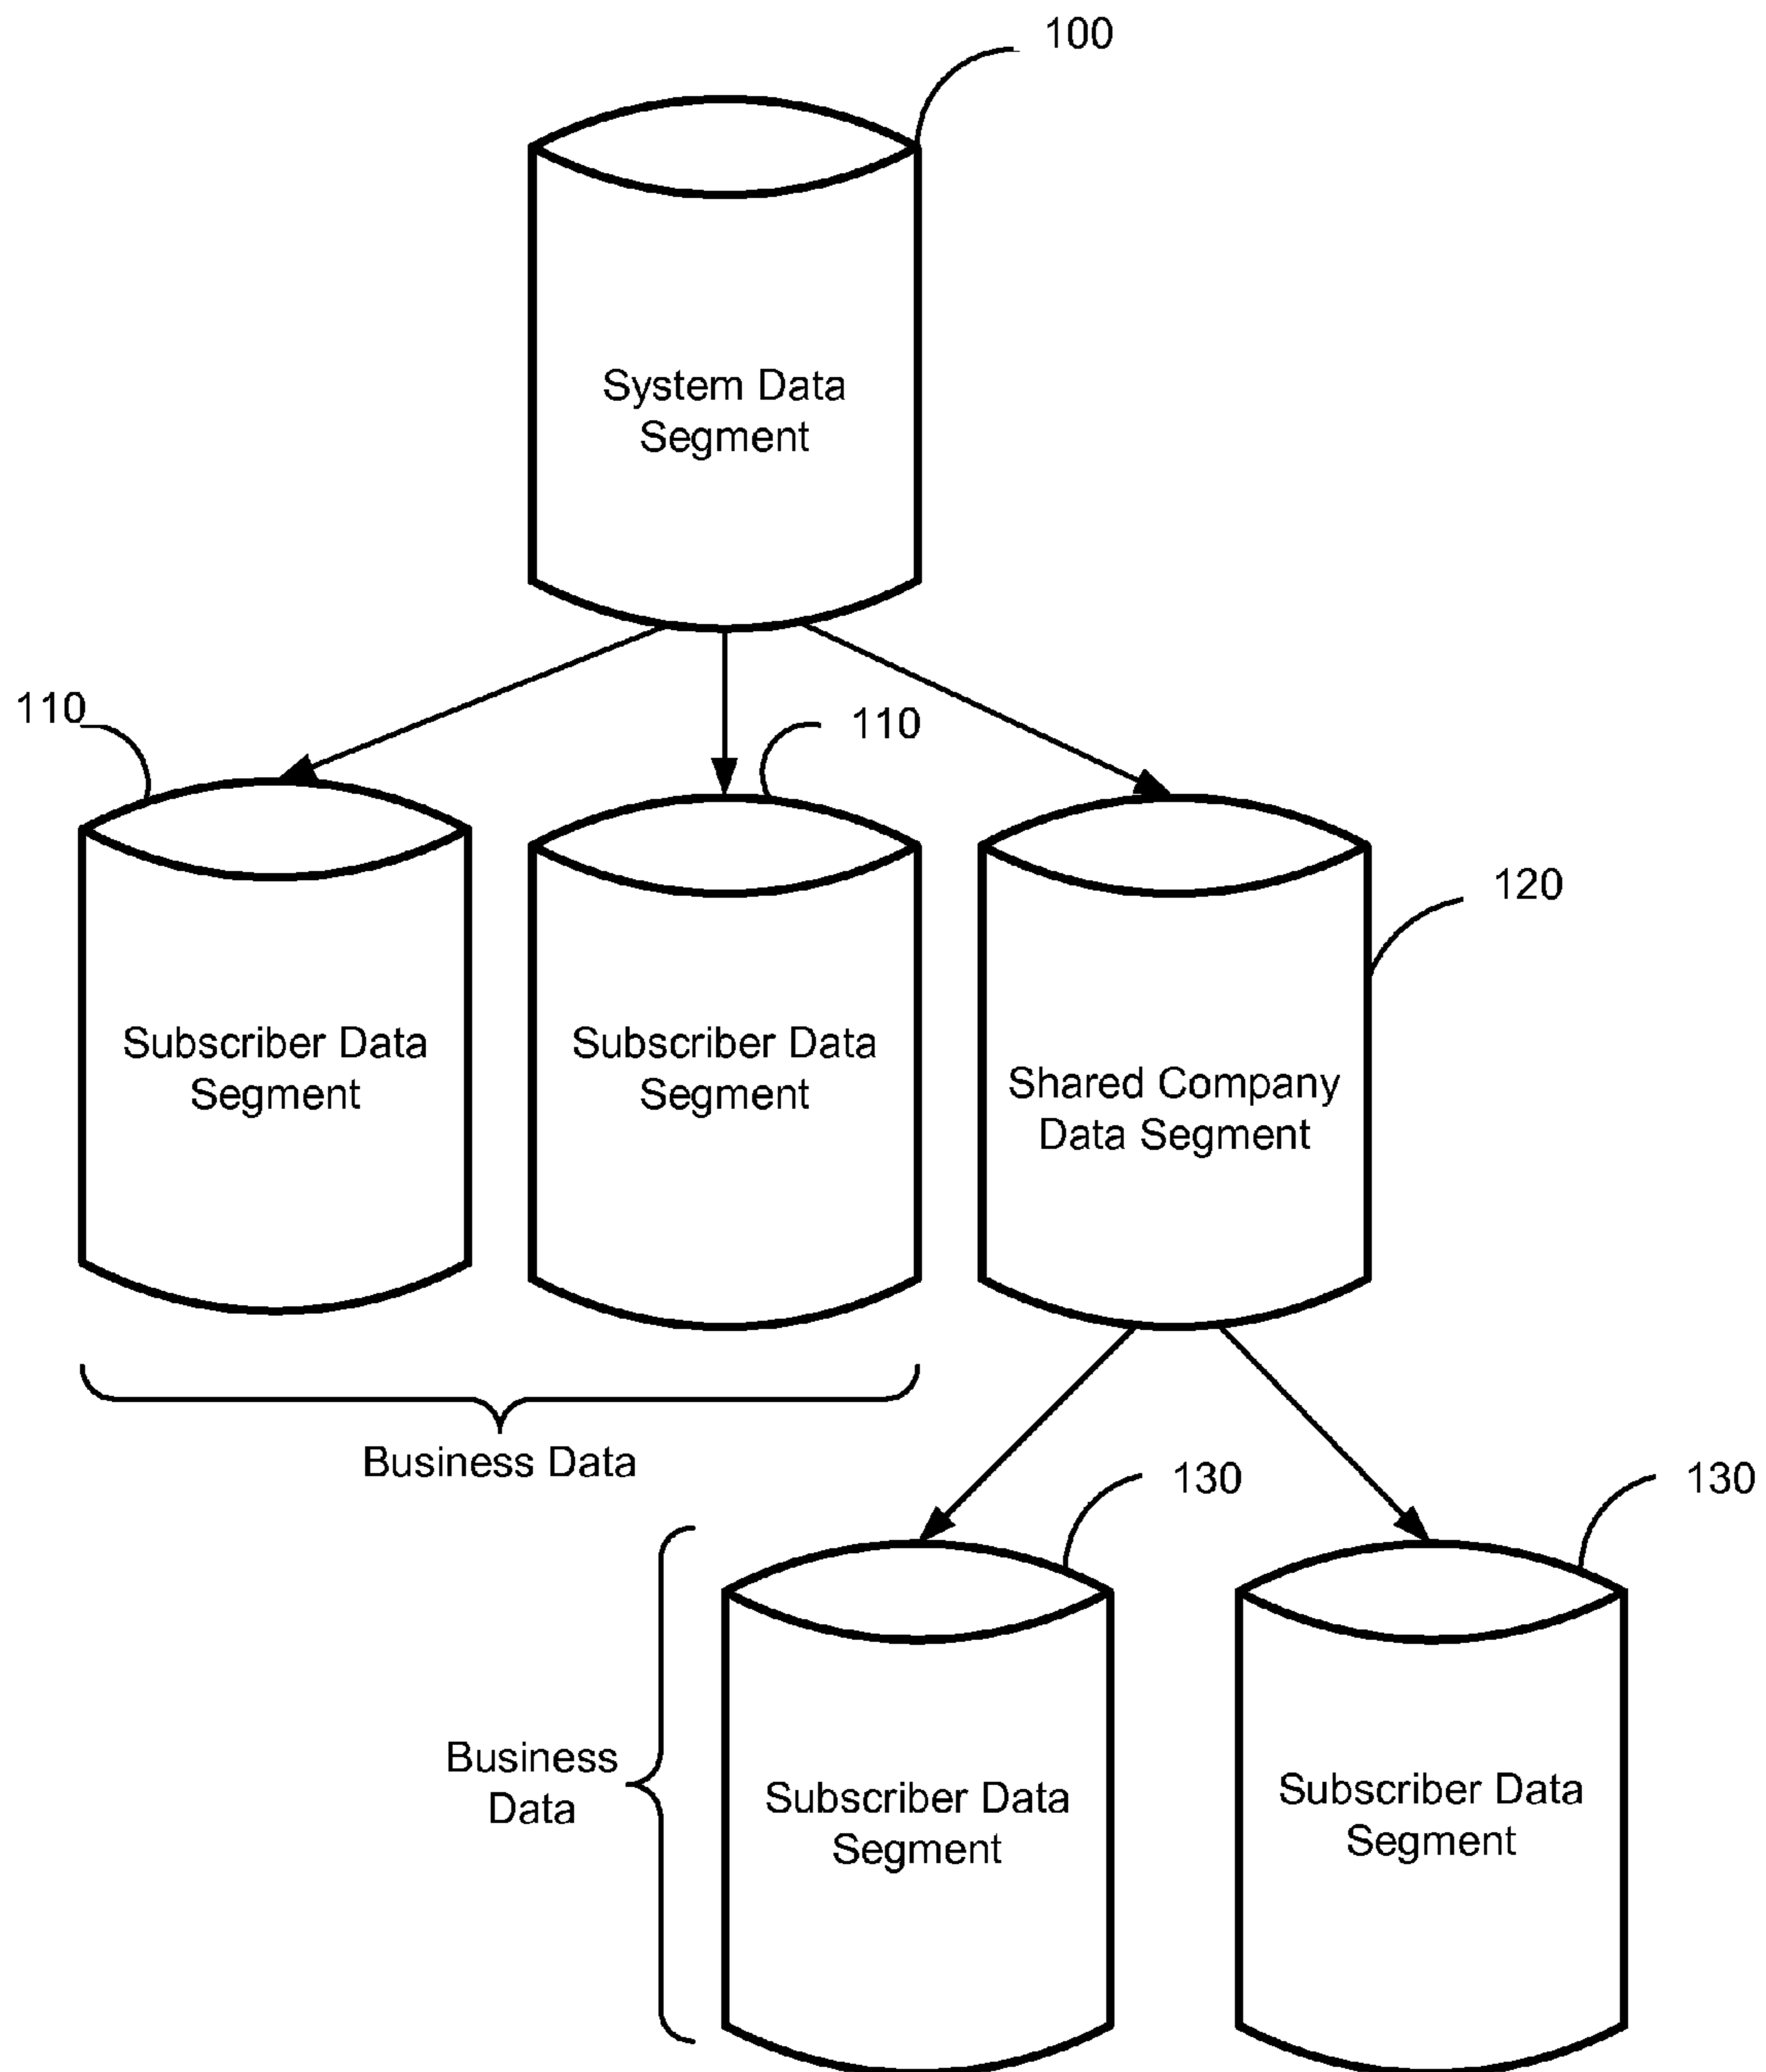 100
System Data
Segment
110
110
120
Subscriber Data
Segment
Subscriber Data
Segment
Shared Company
Data Segment
Business Data
130
130
Business
Data
Subscriber Data
Segment
Subscriber Data
Segment